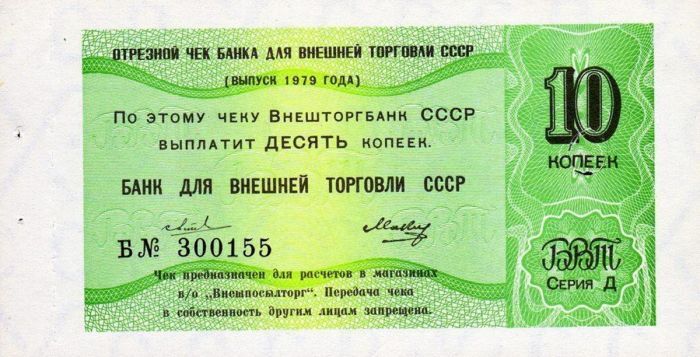 ОТРЕЗНОЙ ЧЕК БАНКА ДЛЯ ВНЕШНЕЙ ТОРГОВЛИ СССР
(ВЫПУСК 1979 ГОДА)
ПО ЭТОМУ ЧЕКУ ВНЕШТОРГБАНК СССР
ВЫПЛАТИТ ДЕСЯТЬ КОПЕЕК.
БАНК ДЛЯ ВНЕШНЕЙ ТОРГОВЛИ СССР
Б№ 300155
Чек предназначен для расчетов в магазинах
в/о „Внешпосылторг". Передача чека
в собственность другим лицам запрещена.
10
КОПЕЕК
БВТ
СЕРИЯ Д